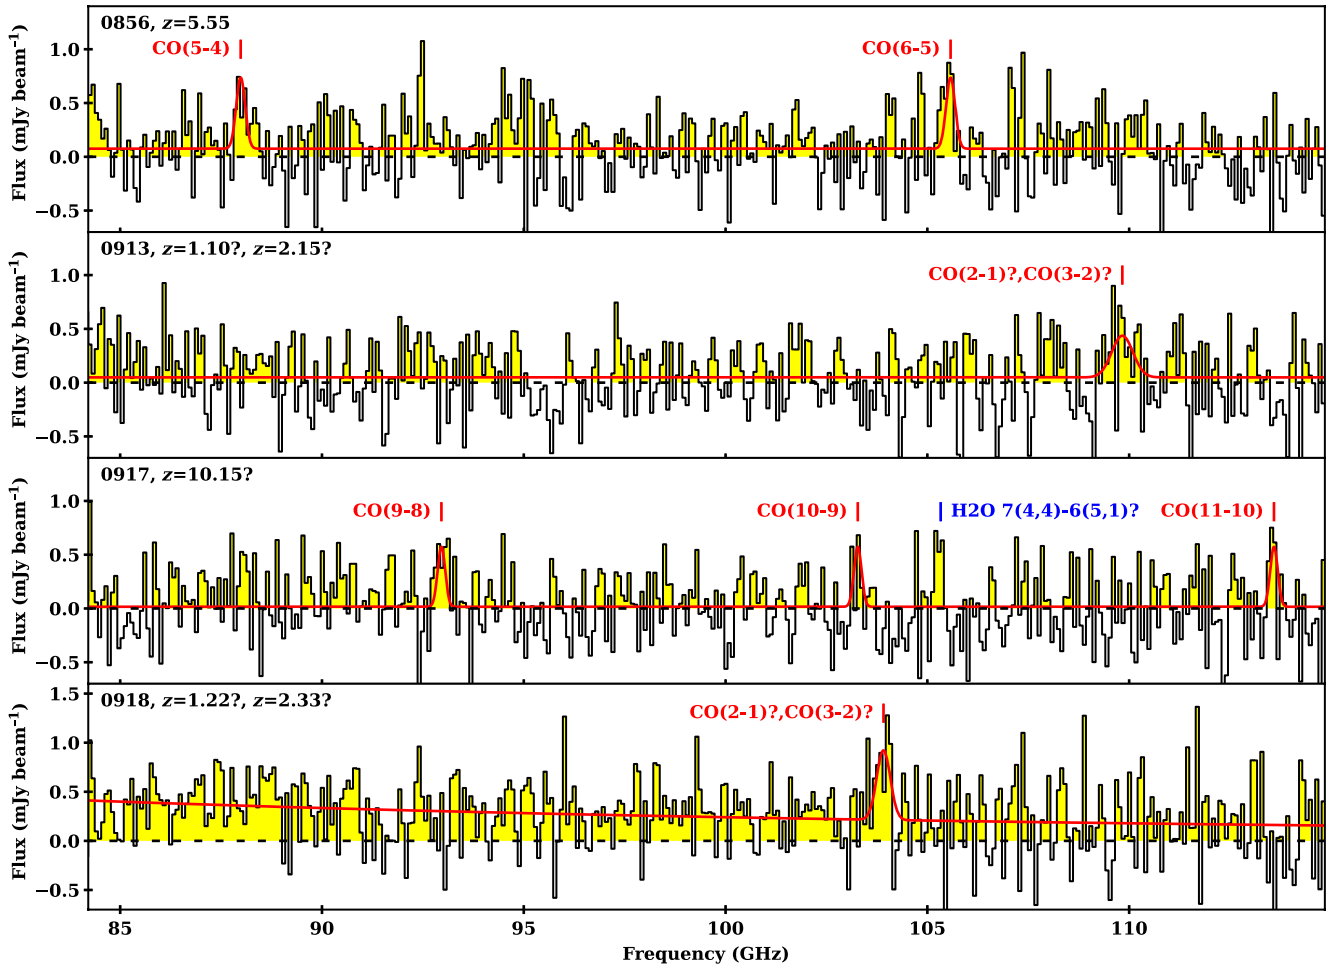 0856, z=5.55
CO(5-4)
CO(6-5)
1.0
0.5
0.0
−0.5
Flux (mJy beam⁻¹)
0913, z=1.10?, z=2.15?
CO(2-1)?,CO(3-2)?
1.0
0.5
0.0
−0.5
Flux (mJy beam⁻¹)
0917, z=10.15?
CO(9-8)
CO(10-9)
H2O 7(4,4)-6(5,1)?
CO(11-10)
1.0
0.5
0.0
−0.5
Flux (mJy beam⁻¹)
0918, z=1.22?, z=2.33?
CO(2-1)?,CO(3-2)?
1.5
1.0
0.5
0.0
−0.5
Flux (mJy beam⁻¹)
85 90 95 100 105 110
Frequency (GHz)